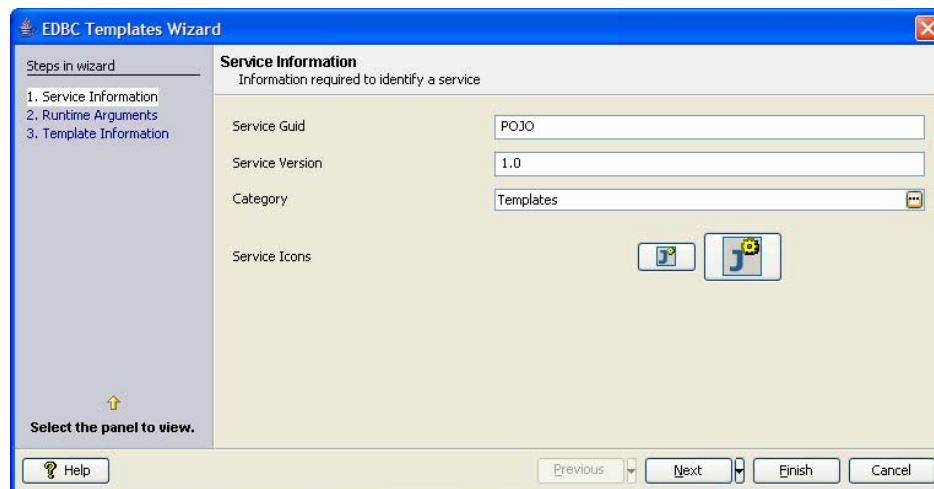 EDBC Templates Wizard
Steps in wizard
1. Service Information
2. Runtime Arguments
3. Template Information
Select the panel to view.
Service Information
Information required to identify a service
Service Guid
POJO
Service Version
1.0
Category
Templates
...
Service Icons
J
J
? Help
Previous
Next
Finish
Cancel